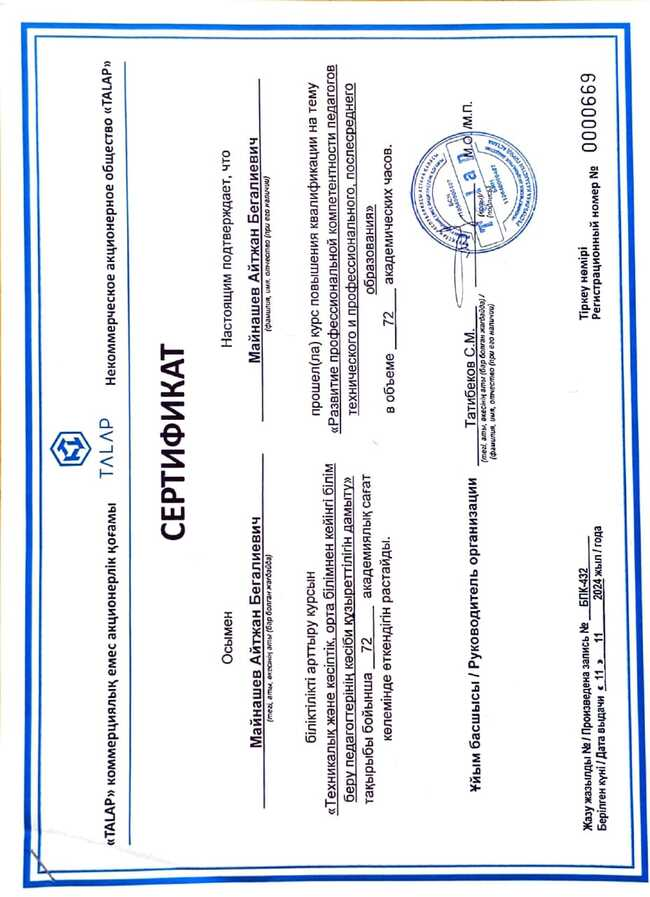 «TALAP» коммерциялық емес акционерлік қоғамы
TALAP
Некоммерческое акционерное общество «TALAP»
СЕРТИФИКАТ
Осымен
Майнашев Айтжан Бегалиевич
(тегі, аты, әкесінің аты (бар болған жағдайда)
біліктілікті арттыру курсын
«Техникалық және кәсіптік, орта білімнен кейінгі білім
беру педагогтерінің кәсіби құзыреттілігін дамыту»
тақырыбы бойынша 72 академиялық сағат
көлемінде өткендігін растайды.
Настоящим подтверждает, что
Майнашев Айтжан Бегалиевич
(фамилия, имя, отчество (при его наличии)
прошел(ла) курс повышения квалификации на тему
«Развитие профессиональной компетентности педагогов
технического и профессионального, послесреднего
образования»
в объеме 72 академических часов.
Ұйым басшысы / Руководитель организации
Татибеков С.М.
(тегі, аты, әкесінің аты (бар болған жағдайда) /
(фамилия, имя, отчество (при его наличии)
(қолы)
(подпись)
М.О./М.П.
Talap
Жазу жазылды № / Произведена запись № БПК-432
Берілген күні / Дата выдачи « 11 » 11 2024 жыл / года
Тіркеу нөмірі
Регистрационный номер № 0000669